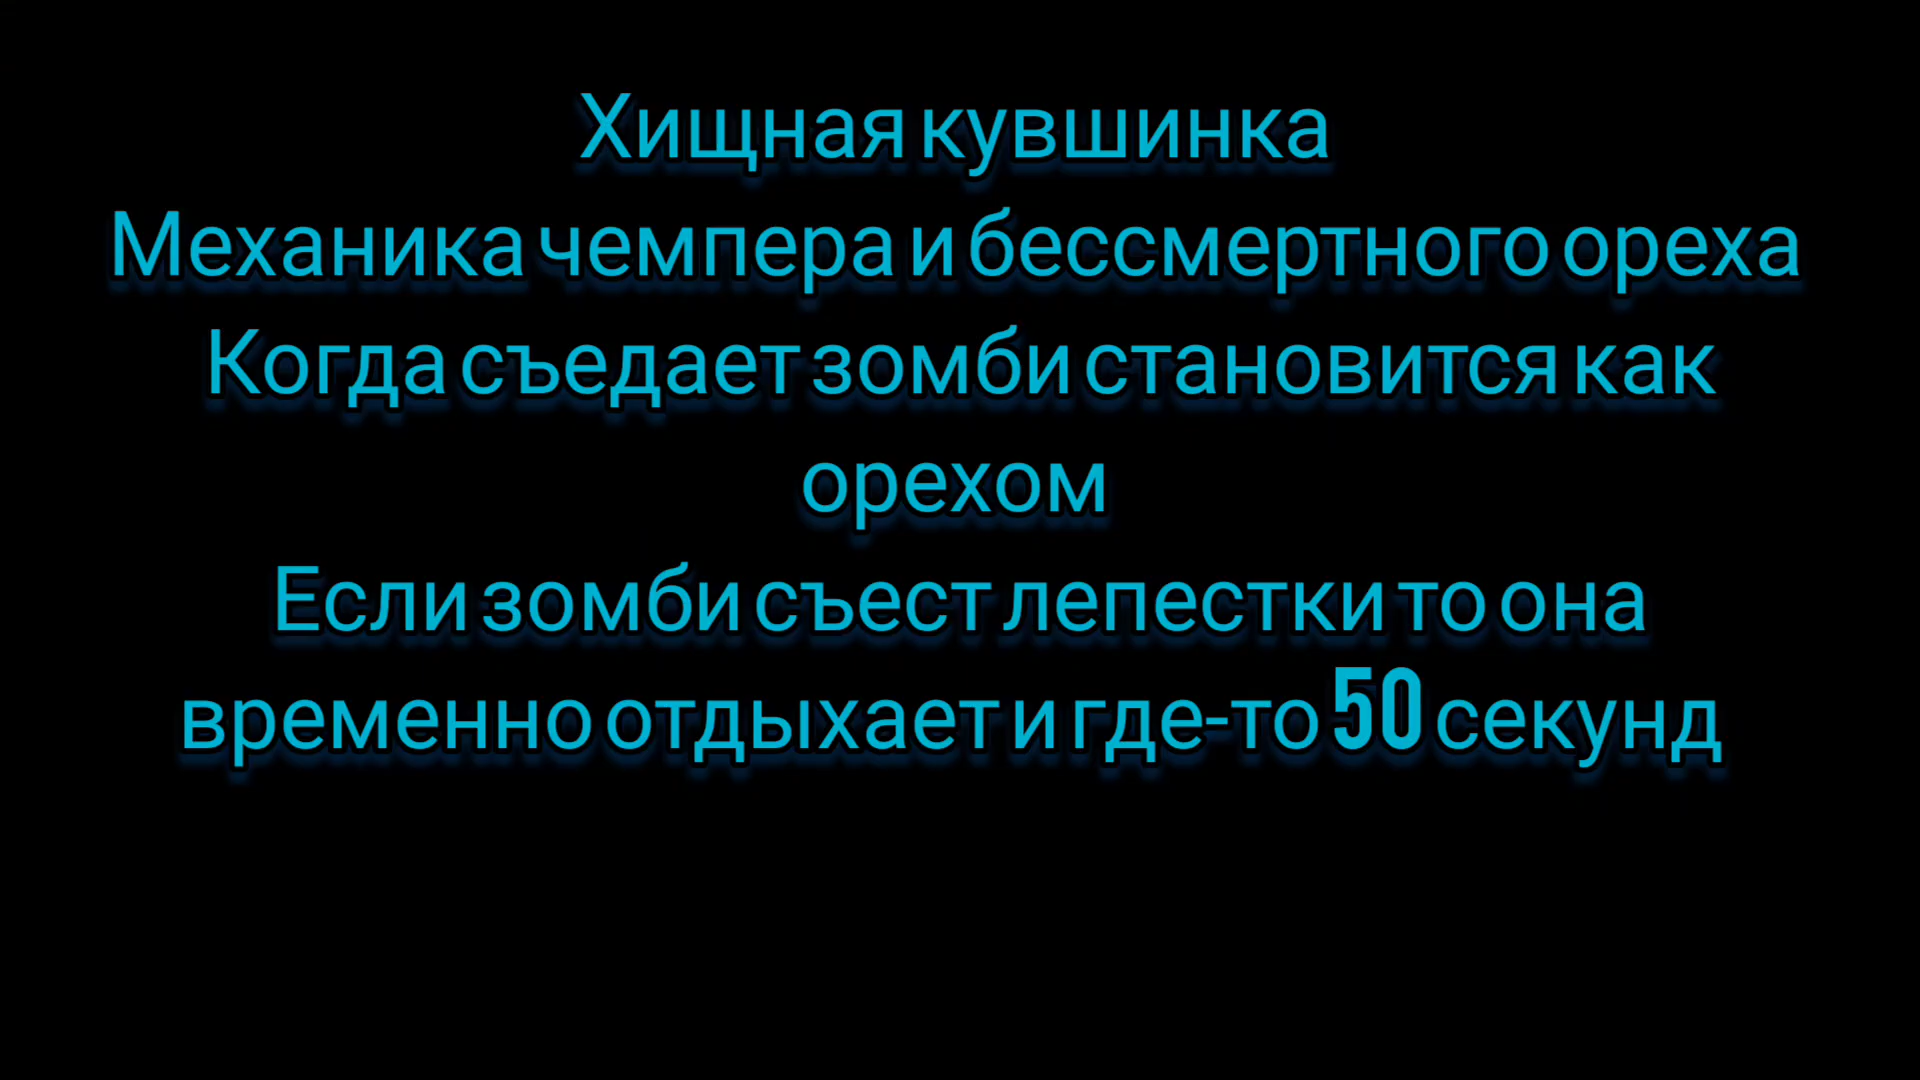 Хищная кувшинка
Механика чемпера и бессмертного ореха
Когда съедает зомби становится как
орехом
Если зомби съест лепестки то она
временно отдыхает и где-то 50 секунд